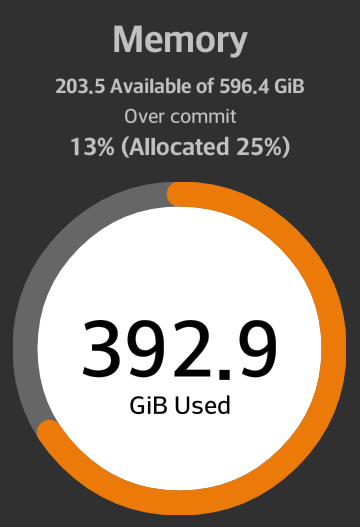 Memory
203.5 Available of 596.4 GiB
Over commit
13% (Allocated 25%)
392.9
GiB Used